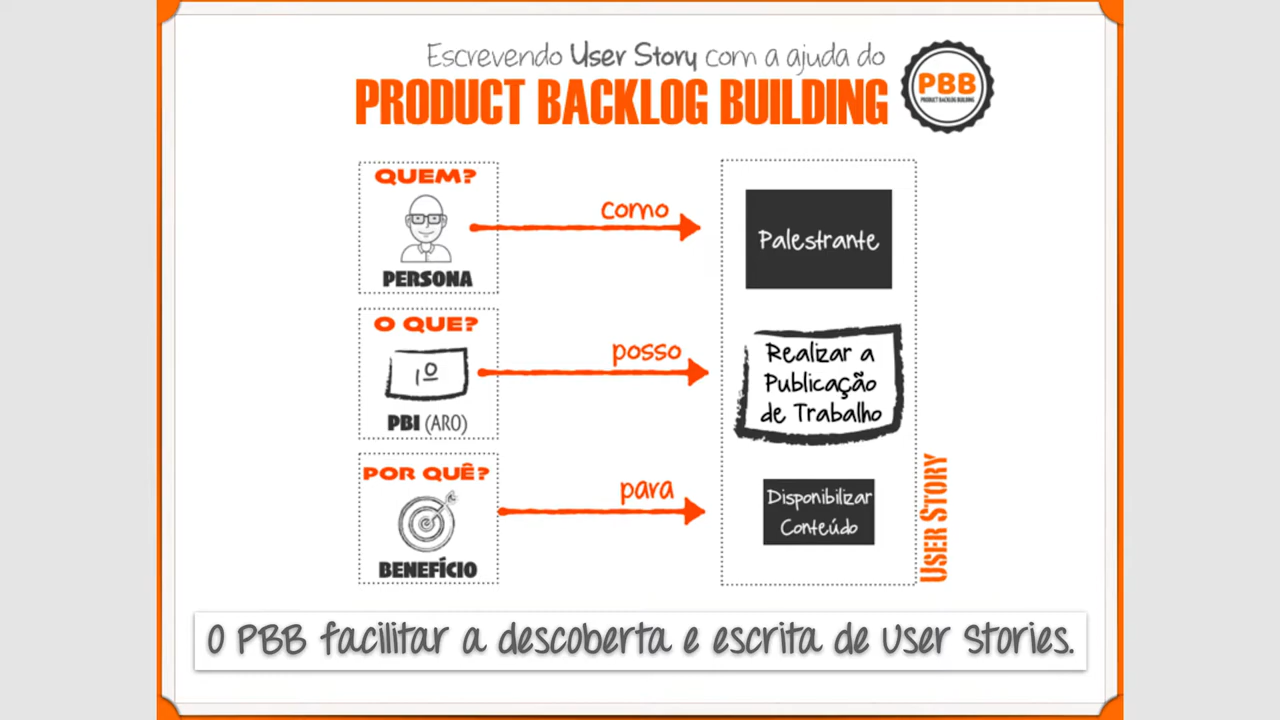 Escrevendo User Story com a ajuda do
PRODUCT BACKLOG BUILDING
PBB
PRODUCT BACKLOG BUILDING
QUEM?
PERSONA
como
Palestrante
O QUE?
1º
PBI (ARO)
posso
Realizar a
Publicação
de Trabalho
POR QUÊ?
BENEFÍCIO
para
Disponibilizar
Conteúdo
USER STORY
O PBB facilitar a descoberta e escrita de User Stories.